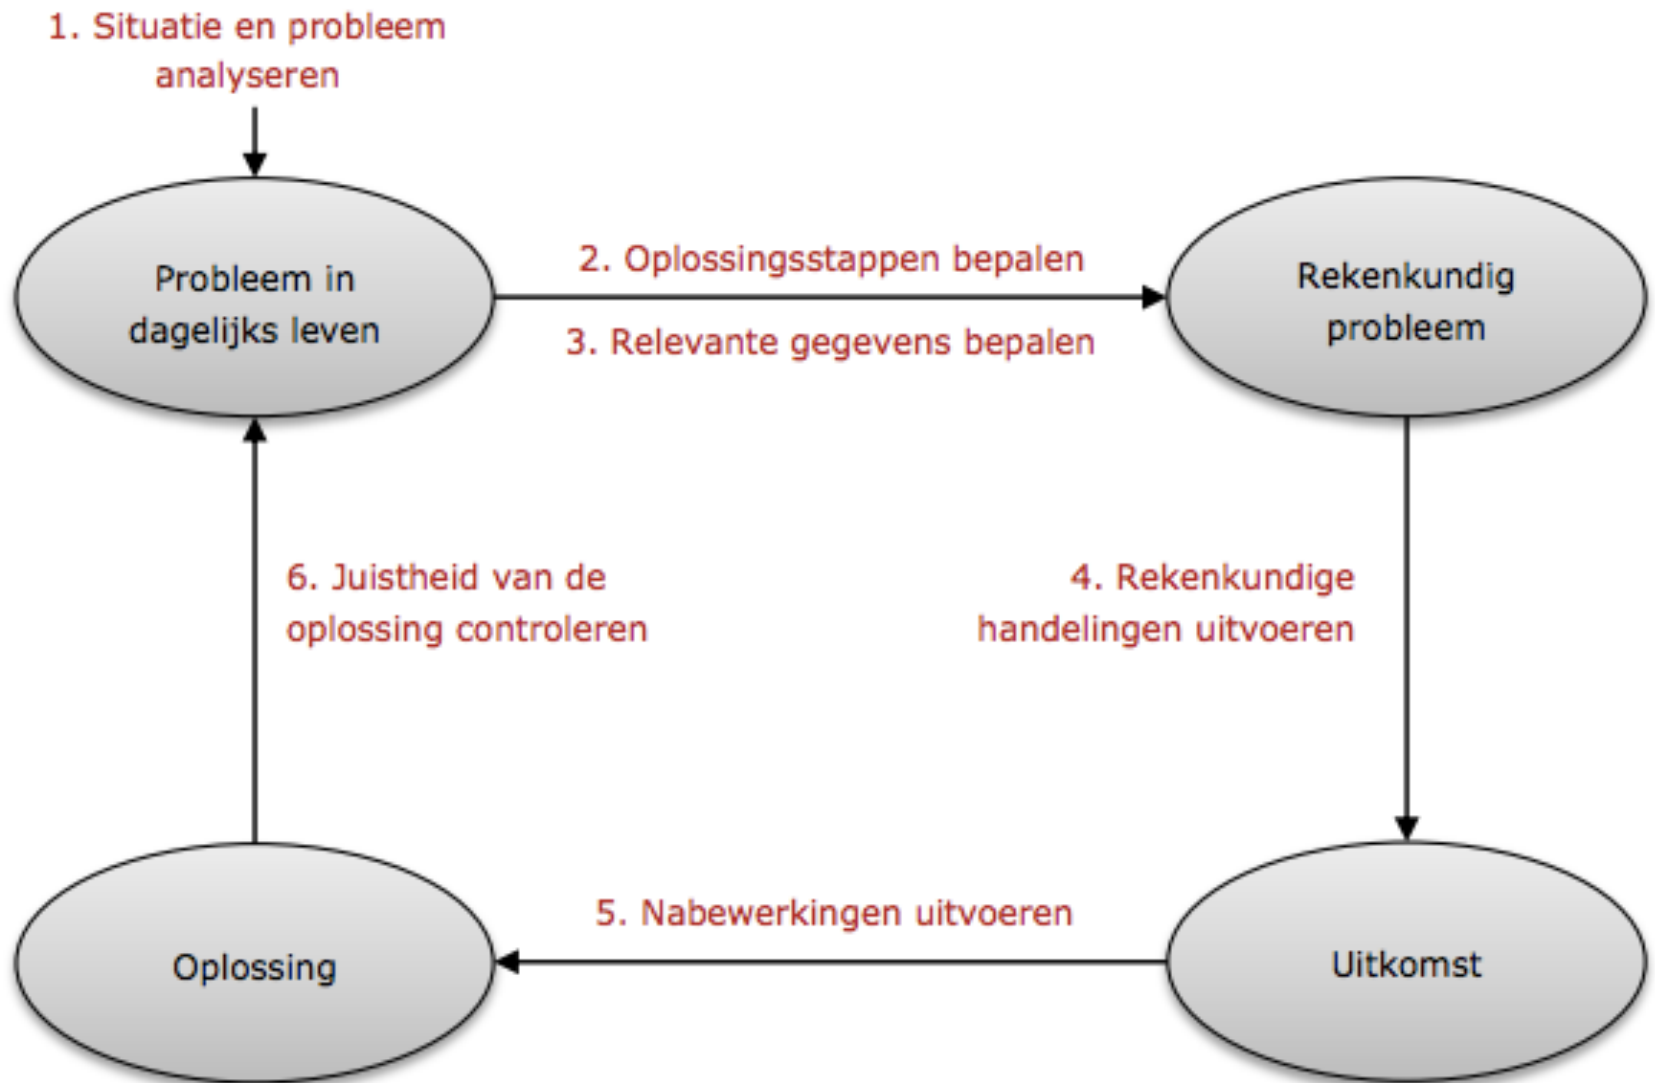 1. Situatie en probleem
analyseren
Probleem in
dagelijks leven
2. Oplossingsstappen bepalen
3. Relevante gegevens bepalen
Rekenkundig
probleem
6. Juistheid van de
oplossing controleren
4. Rekenkundige
handelingen uitvoeren
Oplossing
5. Nabewerkingen uitvoeren
Uitkomst